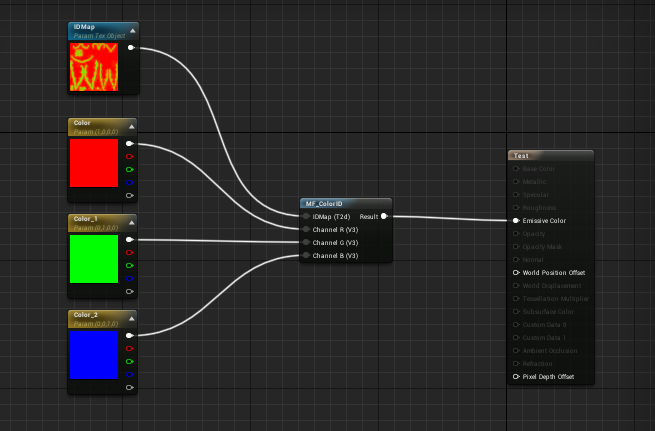 IDMap
Param Tex Object
Color
Param (1,0,0,0)
Color_1
Param (0,1,0,0)
Color_2
Param (0,0,1,0)
MF_ColorID
IDMap (T2d) Result
Channel R (V3)
Channel G (V3)
Channel B (V3)
Test
Base Color
Metallic
Specular
Roughness
Emissive Color
Opacity
Opacity Mask
Normal
World Position Offset
World Displacement
Tessellation Multiplier
Subsurface Color
Custom Data 0
Custom Data 1
Ambient Occlusion
Refraction
Pixel Depth Offset